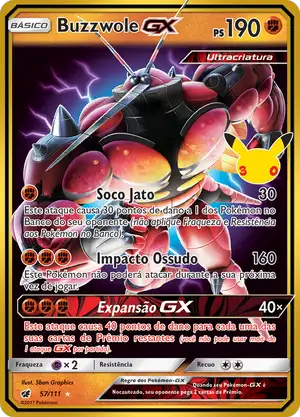 BÁSICO Buzzwole GX PS 190
Ultracriatura
30
Soco Jato 30
Este ataque causa 30 pontos de dano a 1 dos Pokémon no
Banco do seu oponente (não aplique Fraqueza e Resistência
aos Pokémon no Banco).
Impacto Ossudo 160
Este Pokémon não poderá atacar durante a sua próxima
vez de jogar.
Expansão GX 40×
Este ataque causa 40 pontos de dano para cada uma das
suas cartas de Prêmio restantes (você não pode usar mais de
1 ataque GX por partida).
Fraqueza ×2 Resistência Recuo
Ilust. 5ban Graphics
57/111
©2017 Pokémon
Regra dos Pokémon-GX
Quando seu Pokémon-GX é
Nocauteado, seu oponente pega 2 cartas de Prêmio.